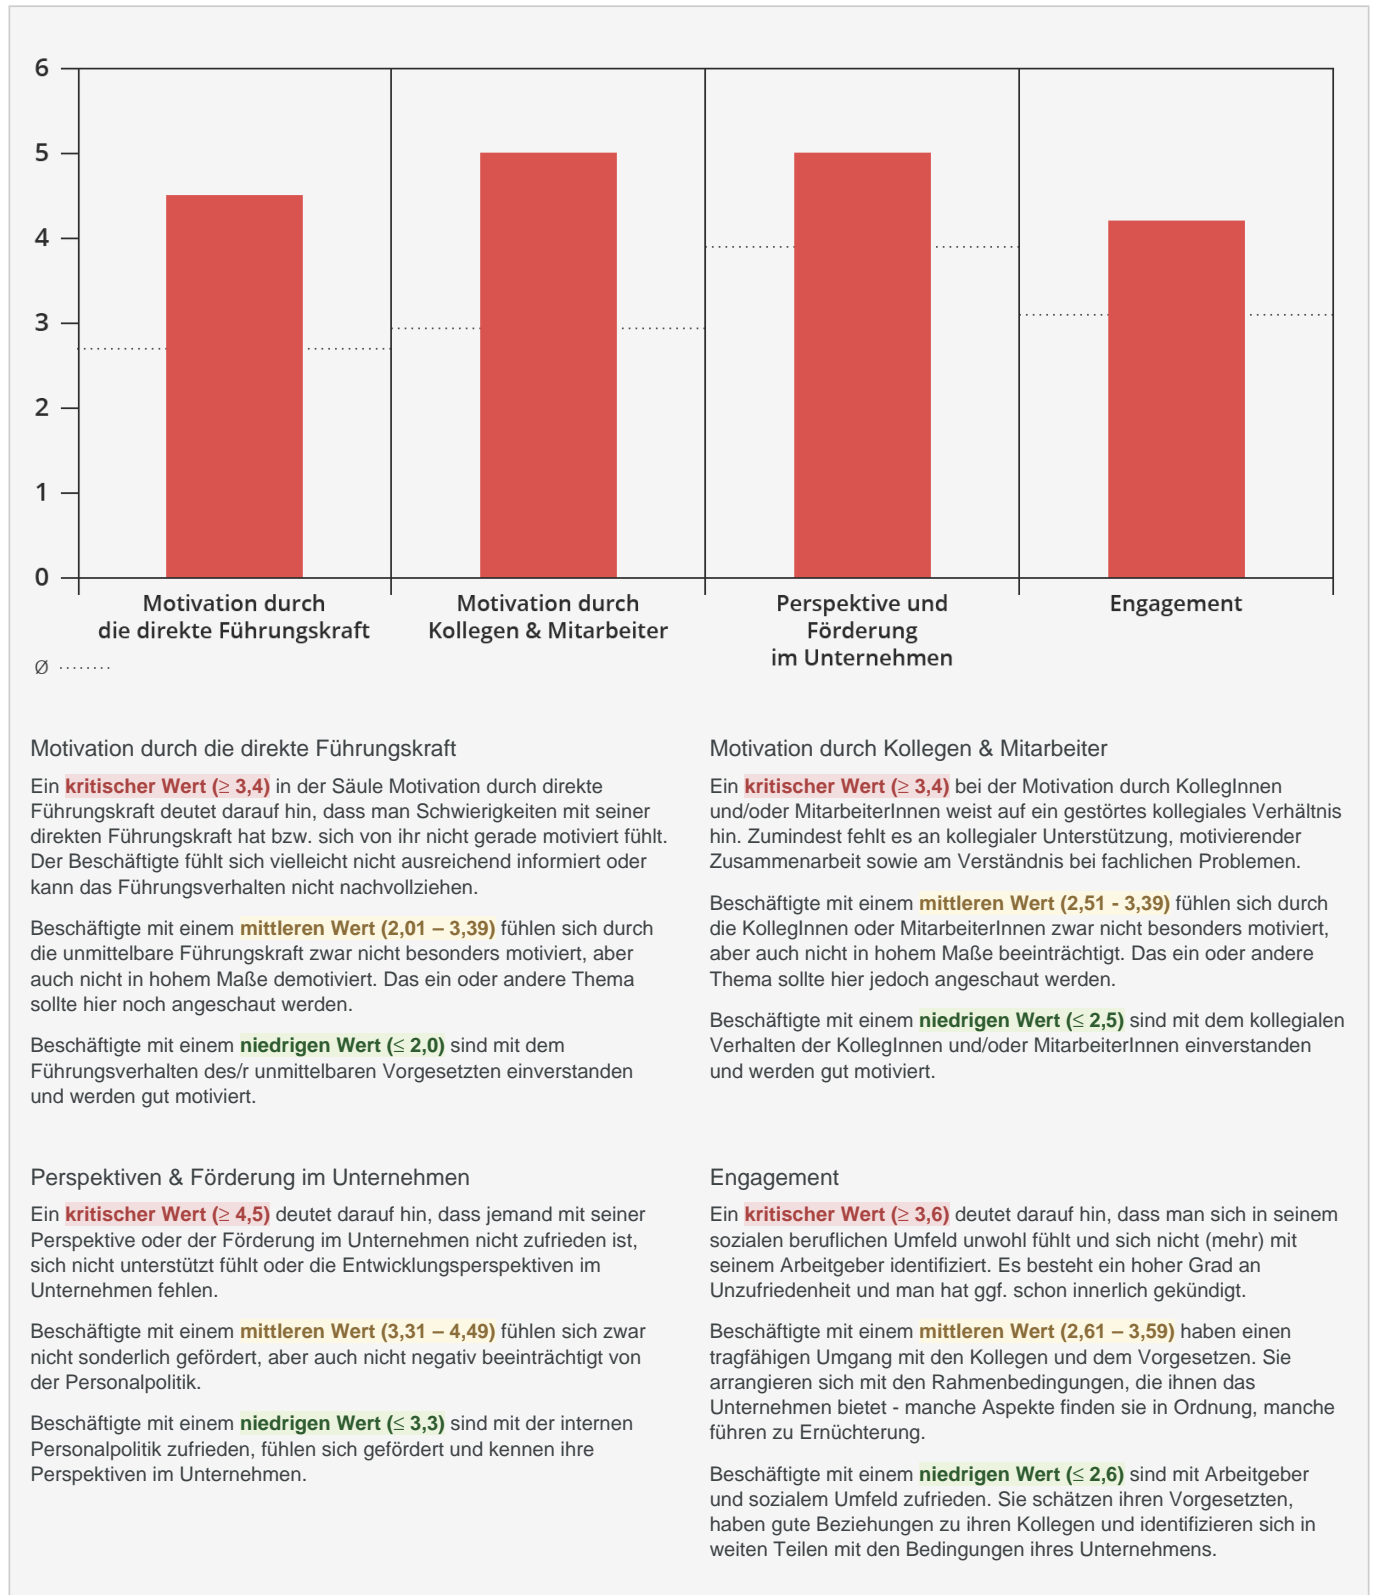 6
5
4
3
2
1
0
Motivation durch
die direkte Führungskraft
Motivation durch
Kollegen & Mitarbeiter
Perspektive und
Förderung
im Unternehmen
Engagement
Ø ········
Motivation durch die direkte Führungskraft
Ein kritischer Wert (≥ 3,4) in der Säule Motivation durch direkte
Führungskraft deutet darauf hin, dass man Schwierigkeiten mit seiner
direkten Führungskraft hat bzw. sich von ihr nicht gerade motiviert fühlt.
Der Beschäftigte fühlt sich vielleicht nicht ausreichend informiert oder
kann das Führungsverhalten nicht nachvollziehen.
Beschäftigte mit einem mittleren Wert (2,01 – 3,39) fühlen sich durch
die unmittelbare Führungskraft zwar nicht besonders motiviert, aber
auch nicht in hohem Maße demotiviert. Das ein oder andere Thema
sollte hier noch angeschaut werden.
Beschäftigte mit einem niedrigen Wert (≤ 2,0) sind mit dem
Führungsverhalten des/r unmittelbaren Vorgesetzten einverstanden
und werden gut motiviert.
Motivation durch Kollegen & Mitarbeiter
Ein kritischer Wert (≥ 3,4) bei der Motivation durch KollegInnen
und/oder MitarbeiterInnen weist auf ein gestörtes kollegiales Verhältnis
hin. Zumindest fehlt es an kollegialer Unterstützung, motivierender
Zusammenarbeit sowie am Verständnis bei fachlichen Problemen.
Beschäftigte mit einem mittleren Wert (2,51 - 3,39) fühlen sich durch
die KollegInnen oder MitarbeiterInnen zwar nicht besonders motiviert,
aber auch nicht in hohem Maße beeinträchtigt. Das ein oder andere
Thema sollte hier jedoch angeschaut werden.
Beschäftigte mit einem niedrigen Wert (≤ 2,5) sind mit dem kollegialen
Verhalten der KollegInnen und/oder MitarbeiterInnen einverstanden
und werden gut motiviert.
Perspektiven & Förderung im Unternehmen
Ein kritischer Wert (≥ 4,5) deutet darauf hin, dass jemand mit seiner
Perspektive oder der Förderung im Unternehmen nicht zufrieden ist,
sich nicht unterstützt fühlt oder die Entwicklungsperspektiven im
Unternehmen fehlen.
Beschäftigte mit einem mittleren Wert (3,31 – 4,49) fühlen sich zwar
nicht sonderlich gefördert, aber auch nicht negativ beeinträchtigt von
der Personalpolitik.
Beschäftigte mit einem niedrigen Wert (≤ 3,3) sind mit der internen
Personalpolitik zufrieden, fühlen sich gefördert und kennen ihre
Perspektiven im Unternehmen.
Engagement
Ein kritischer Wert (≥ 3,6) deutet darauf hin, dass man sich in seinem
sozialen beruflichen Umfeld unwohl fühlt und sich nicht (mehr) mit
seinem Arbeitgeber identifiziert. Es besteht ein hoher Grad an
Unzufriedenheit und man hat ggf. schon innerlich gekündigt.
Beschäftigte mit einem mittleren Wert (2,61 – 3,59) haben einen
tragfähigen Umgang mit den Kollegen und dem Vorgesetzen. Sie
arrangieren sich mit den Rahmenbedingungen, die ihnen das
Unternehmen bietet - manche Aspekte finden sie in Ordnung, manche
führen zu Ernüchterung.
Beschäftigte mit einem niedrigen Wert (≤ 2,6) sind mit Arbeitgeber
und sozialem Umfeld zufrieden. Sie schätzen ihren Vorgesetzten,
haben gute Beziehungen zu ihren Kollegen und identifizieren sich in
weiten Teilen mit den Bedingungen ihres Unternehmens.